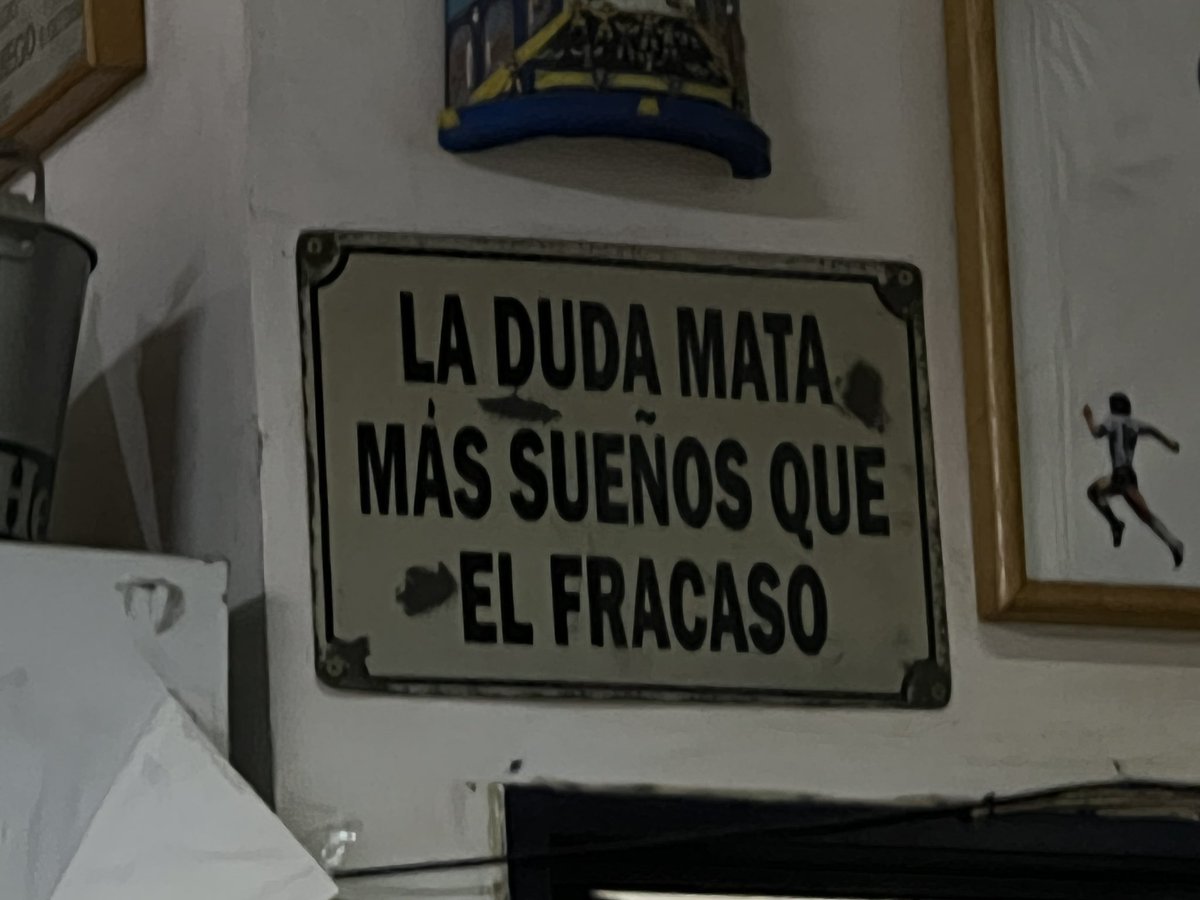 LA DUDA MATA
MÁS SUEÑOS QUE
EL FRACASO